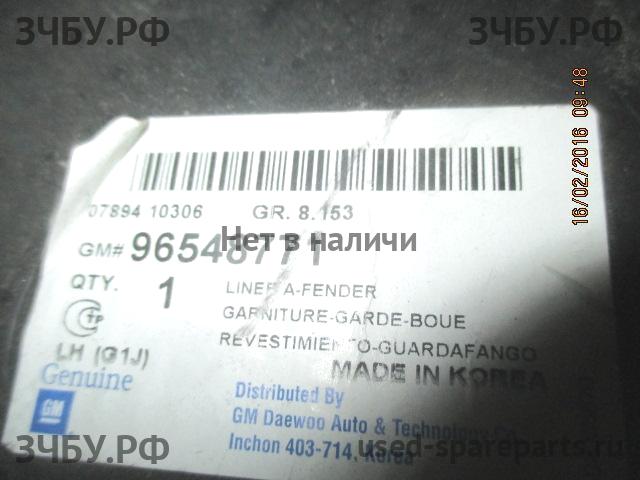 ЗЧБУ.РФ
ЗЧБУ.РФ
16/02/2016 09:48
07894 10306 GR. 8.153
GM# 96548771
Нет в наличи
QTY. 1
LINER A-FENDER
GARNITURE-GARDE-BOUE
REVESTIMIENTO-GUARDAFANGO
LH (G1J)
MADE IN KOREA
Genuine
GM
Distributed By
GM Daewoo Auto & Technology Co.
Inchon 403-714, Korea
ЗЧБУ.РФ
used-spareparts.ru